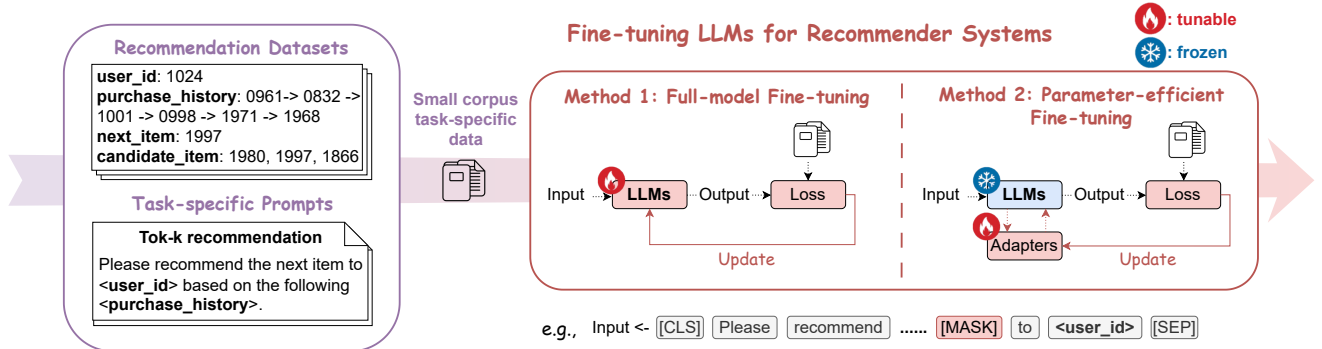 Recommendation Datasets
user_id: 1024
purchase_history: 0961-> 0832 ->
1001 -> 0998 -> 1971 -> 1968
next_item: 1997
candidate_item: 1980, 1997, 1866
Task-specific Prompts
Tok-k recommendation
Please recommend the next item to
<user_id> based on the following
<purchase_history>.
Small corpus
task-specific
data
Fine-tuning LLMs for Recommender Systems
: tunable
: frozen
Method 1: Full-model Fine-tuning
Input
LLMs
Output
Loss
Update
Method 2: Parameter-efficient
Fine-tuning
Input
LLMs
Output
Loss
Adapters
Update
e.g., Input <- [CLS] Please recommend ...... [MASK] to <user_id> [SEP]